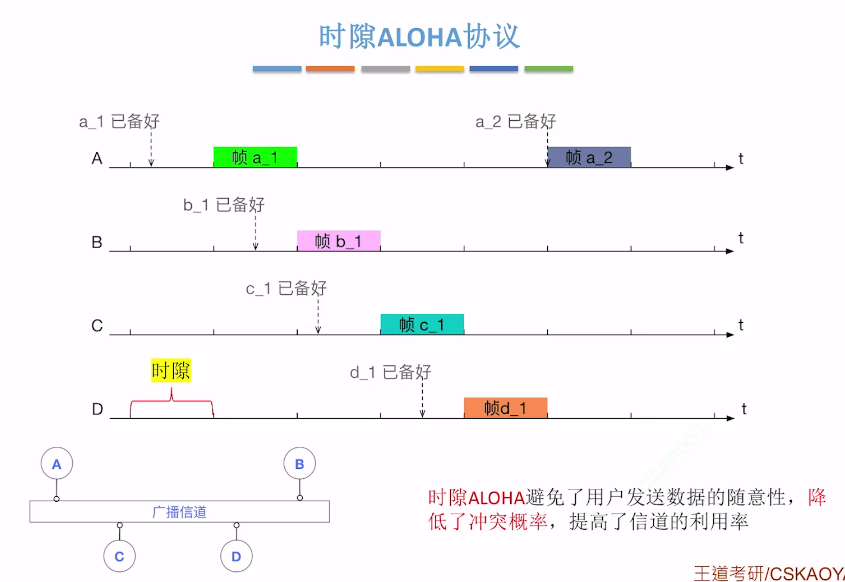 时隙ALOHA协议
a_1 已备好
a_2 已备好
A
帧 a_1
帧 a_2
t
b_1 已备好
B
帧 b_1
t
c_1 已备好
C
帧 c_1
t
时隙
d_1 已备好
D
帧d_1
t
A
B
广播信道
C
D
时隙ALOHA避免了用户发送数据的随意性，降
低了冲突概率，提高了信道的利用率
王道考研/CSKAOY